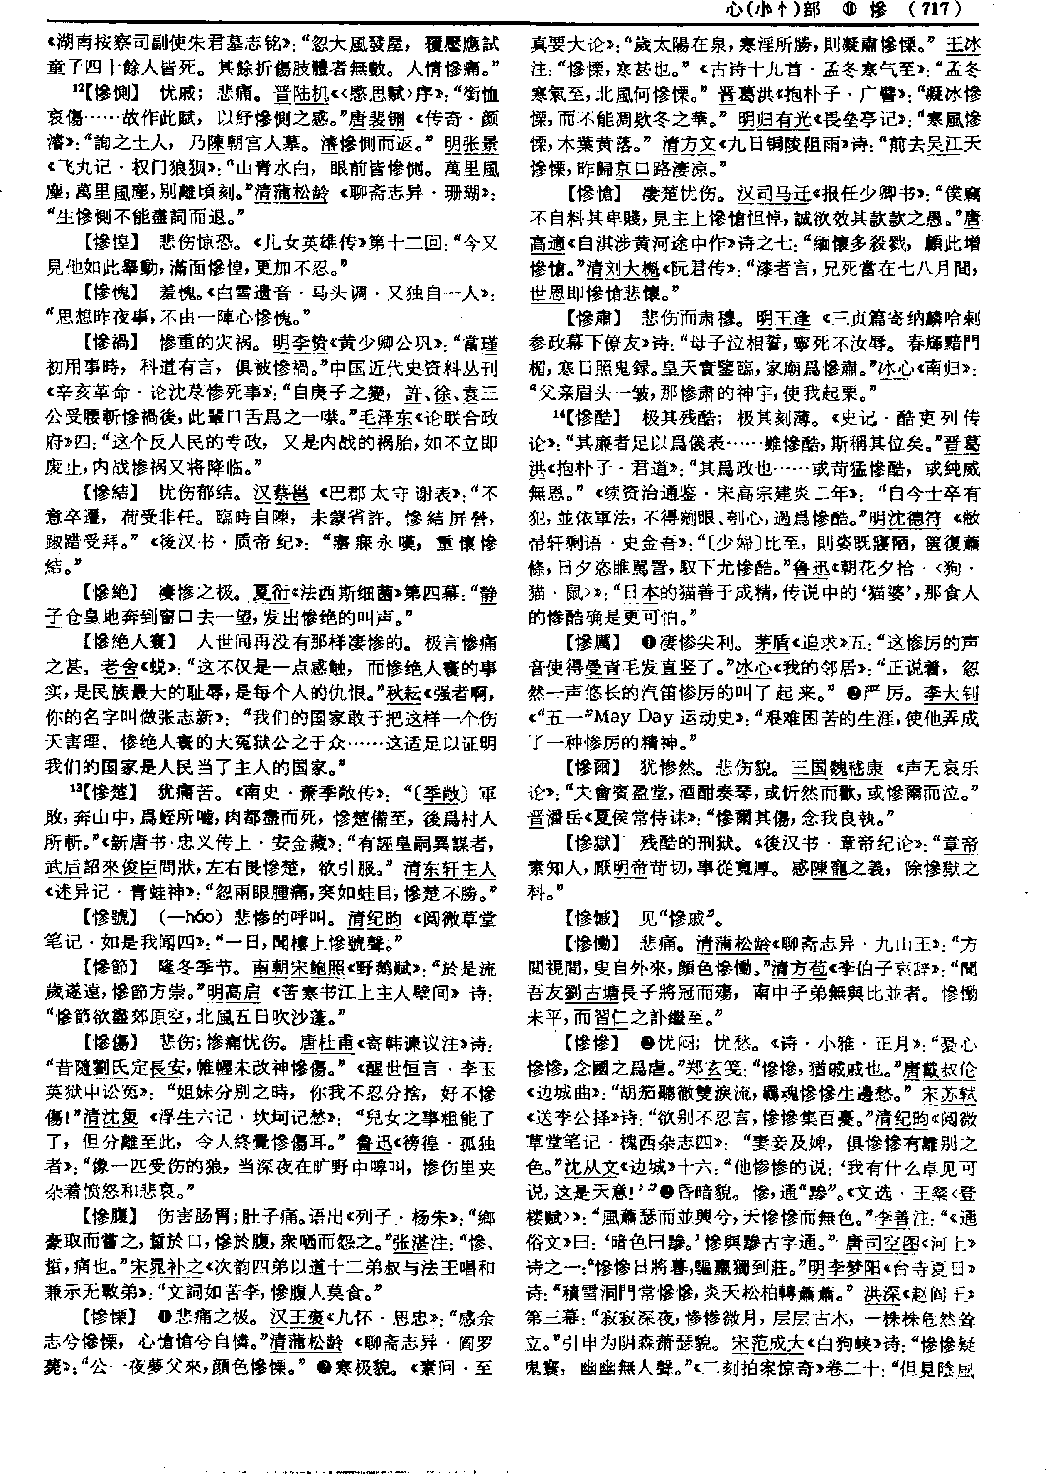 心(小忄)部 ⑪ 慘 (717)
《湖南按察司副使朱君墓志铭》：“忽大風發屋，覆壓應試
童子四十餘人皆死。其餘折傷肢體者無數。人情慘痛。”
¹²【慘惻】 忧戚；悲痛。晋陆机《〈感思赋〉序》：“銜恤
哀傷……故作此賦，以紓慘惻之感。”唐裴铏《传奇·颜
濬》：“詢之士人，乃陳朝宫人墓。濬慘惻而返。”明张景
《飞丸记·权门狼狈》：“山青水白，眼前皆慘惻。萬里風
塵，萬里風塵，别離頃刻。”清蒲松龄《聊斋志异·珊瑚》：
“生慘惻不能盡詞而退。”
【慘惶】 悲伤惊恐。《儿女英雄传》第十二回：“今又
見他如此舉動，滿面慘惶，更加不忍。”
【慘愧】 羞愧。《白雪遗音·马头调·又独自一人》：
“思想昨夜事，不由一陣心慘愧。”
【慘禍】 惨重的灾祸。明李贽《黄少卿公巩》：“當瑾
初用事時，科道有言，俱被慘禍。”中国近代史资料丛刊
《辛亥革命·论沈荩惨死事》：“自庚子之變，許、徐、袁三
公受腰斬慘禍後，此輩口舌爲之一噤。”毛泽东《论联合政
府》四：“这个反人民的专政，又是内战的祸胎，如不立即
废止，内战惨祸又将降临。”
【慘結】 忧伤郁结。汉蔡邕《巴郡太守谢表》：“不
意卒遷，荷受非任。臨時自陳，未蒙省許。慘結屏營，
踧踖受拜。”《後汉书·质帝纪》：“寤寐永嘆，重懷慘
結。”
【慘絶】 凄惨之极。夏衍《法西斯细菌》第四幕：“静
子仓皇地奔到窗口去一望，发出惨绝的叫声。”
【慘绝人寰】 人世间再没有那样凄惨的。极言惨痛
之甚。老舍《蜕》：“这不仅是一点感触，而惨绝人寰的事
实，是民族最大的耻辱，是每个人的仇恨。”秋耘《强者啊，
你的名字叫做张志新》：“我们的国家敢于把这样一个伤
天害理、惨绝人寰的大冤狱公之于众……这适足以证明
我们的国家是人民当了主人的国家。”
¹³【慘楚】 犹痛苦。《南史·萧季敞传》：“〔季敞〕軍
敗，奔山中，爲蛭所嚙，肉都盡而死，慘楚備至，後爲村人
所斬。”《新唐书·忠义传上·安金藏》：“有誣皇嗣異謀者，
武后詔來俊臣問狀，左右畏慘楚，欲引服。”清东轩主人
《述异记·青蛙神》：“忽兩眼腫痛，突如蛙目，慘楚不勝。”
【慘號】 (—háo) 悲惨的呼叫。清纪昀《阅微草堂
笔记·如是我闻四》：“一日，聞樓上慘號聲。”
【慘節】 隆冬季节。南朝宋鲍照《野鹅赋》：“於是流
歲遂遠，慘節方崇。”明高启《苦寒书江上主人壁间》诗：
“慘節欲盡郊原空，北風五日吹沙蓬。”
【慘傷】 悲伤；惨痛忧伤。唐杜甫《寄韩谏议注》诗：
“昔隨劉氏定長安，帷幄未改神慘傷。”《醒世恒言·李玉
英狱中讼冤》：“姐妹分别之時，你我不忍分捨，好不慘
傷！”清沈复《浮生六记·坎坷记愁》：“兒女之事粗能了
了，但分離至此，令人終覺慘傷耳。”鲁迅《彷徨·孤独
者》：“像一匹受伤的狼，当深夜在旷野中嗥叫，惨伤里夹
杂着愤怒和悲哀。”
【慘腹】 伤害肠胃；肚子痛。语出《列子·杨朱》：“鄉
豪取而嘗之，蜇於口，慘於腹，衆哂而怨之。”张湛注：“慘、
蜇，痛也。”宋晁补之《次韵四弟以道十二弟叔与法王唱和
兼示无斁弟》：“文詞如苦李，慘腹人莫食。”
【慘慄】 ❶悲痛之极。汉王褒《九怀·思忠》：“感余
志兮慘慄，心愴愴兮自憐。”清蒲松龄《聊斋志异·阎罗
薨》：“公一夜夢父來，顔色慘慄。”❷寒极貌。《素问·至
真要大论》：“歲太陽在泉，寒淫所勝，則凝肅慘慄。”王冰
注：“慘慄，寒甚也。”《古诗十九首·孟冬寒气至》：“孟冬
寒氣至，北風何慘慄。”晋葛洪《抱朴子·广譬》：“凝冰慘
慄，而不能凋款冬之華。”明归有光《畏垒亭记》：“寒風慘
慄，木葉黄落。”清方文《九日铜陵阻雨》诗：“前去吴江天
慘慄，昨歸京口路淒涼。”
【慘愴】 凄楚忧伤。汉司马迁《报任少卿书》：“僕竊
不自料其卑賤，見主上慘愴怛悼，誠欲效其款款之愚。”唐
高適《自淇涉黄河途中作》诗之七：“緬懷多殺戮，顧此增
慘愴。”清刘大櫆《阮君传》：“漆者言，兄死當在七八月間，
世恩即慘愴悲懷。”
【慘肅】 悲伤而肃穆。明王逢《三贞篇寄纳麟哈剌
参政幕下僚友》诗：“母子泣相誓，寧死不汝辱。春輝黯門
楣，寒日照鬼録。皇天實鑒臨，家廟爲慘肅。”冰心《南归》：
“父亲眉头一皱，那惨肃的神宇，使我起栗。”
¹⁴【慘酷】 极其残酷；极其刻薄。《史记·酷吏列传
论》：“其廉者足以爲儀表……雖慘酷，斯稱其位矣。”晋葛
洪《抱朴子·君道》：“其爲政也……或苛猛慘酷，或純威
無恩。”《续资治通鉴·宋高宗建炎二年》：“自今士卒有
犯，並依軍法，不得剜眼、刳心，過爲慘酷。”明沈德符《敝
帚轩剩语·史金吾》：“〔少婦〕比至，則姿既寢陋，篋復蕭
條，日夕恣睢罵詈，馭下尤慘酷。”鲁迅《朝花夕拾·〈狗·
猫·鼠〉》：“日本的猫善于成精，传说中的‘猫婆’，那食人
的惨酷确是更可怕。”
【慘厲】 ❶凄惨尖利。茅盾《追求》五：“这惨厉的声
音使得曼青毛发直竖了。”冰心《我的邻居》：“正说着，忽
然一声悠长的汽笛惨厉的叫了起来。”❷严厉。李大钊
《“五一”May Day 运动史》：“艰难困苦的生涯，使他弄成
了一种惨厉的精神。”
【慘爾】 犹惨然。悲伤貌。三国魏嵇康《声无哀乐
论》：“夫會賓盈堂，酒酣奏琴，或忻然而歡，或慘爾而泣。”
晋潘岳《夏侯常侍诔》：“慘爾其傷，念我良執。”
【慘獄】 残酷的刑狱。《後汉书·章帝纪论》：“章帝
素知人，厭明帝苛切，事從寬厚。感陳寵之義，除慘獄之
科。”
【慘慽】 见“慘戚”。
【慘慟】 悲痛。清蒲松龄《聊斋志异·九山王》：“方
聞視間，叟自外來，顔色慘慟。”清方苞《李伯子哀辞》：“聞
吾友劉古塘長子將冠而殤，南中子弟無與比並者。慘慟
未平，而習仁之訃繼至。”
【慘慘】 ❶忧闷；忧愁。《诗·小雅·正月》：“憂心
慘慘，念國之爲虐。”郑玄笺：“慘慘，猶戚戚也。”唐戴叔伦
《边城曲》：“胡笳聽徹雙淚流，羈魂慘慘生邊愁。”宋苏轼
《送李公择》诗：“欲别不忍言，慘慘集百憂。”清纪昀《阅微
草堂笔记·槐西杂志四》：“妻妾及婢，俱慘慘有離别之
色。”沈从文《边城》十六：“他惨惨的说：‘我有什么卓见可
说，这是天意！’”❷昏暗貌。慘，通“黪”。《文选·王粲〈登
楼赋〉》：“風蕭瑟而並興兮，天慘慘而無色。”李善注：“《通
俗文》曰：‘暗色曰黪。’慘與黪古字通。”唐司空图《河上》
诗之一：“慘慘日將暮，驅羸獨到莊。”明李梦阳《台寺夏日》
诗：“積雪洞門常慘慘，炎天松柏轉蕭蕭。”洪深《赵阎王》
第三幕：“寂寂深夜，惨惨微月，层层古木，一株株危然耸
立。”引申为阴森萧瑟貌。宋范成大《白狗峡》诗：“慘慘疑
鬼寰，幽幽無人聲。”《二刻拍案惊奇》卷二十：“但見陰風